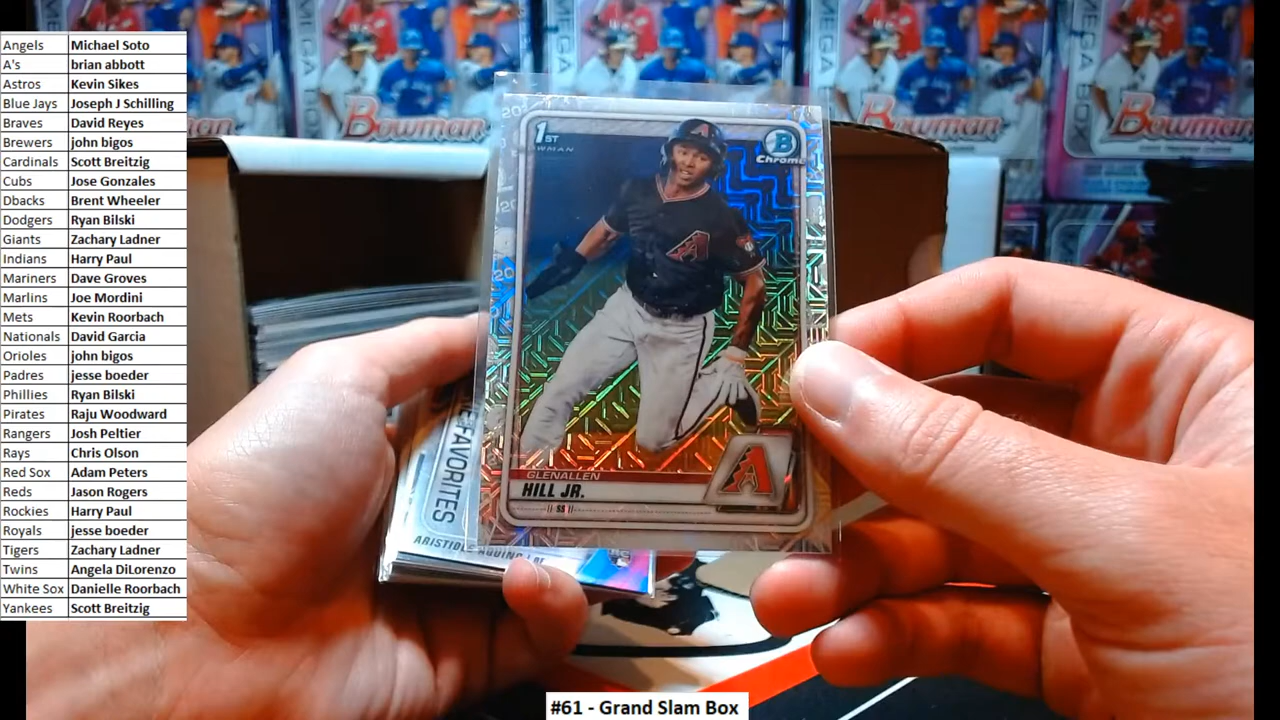 Angels Michael Soto
A's brian abbott
Astros Kevin Sikes
Blue Jays Joseph J Schilling
Braves David Reyes
Brewers john bigos
Cardinals Scott Breitzig
Cubs Jose Gonzales
Dbacks Brent Wheeler
Dodgers Ryan Bilski
Giants Zachary Ladner
Indians Harry Paul
Mariners Dave Groves
Marlins Joe Mordini
Mets Kevin Roorbach
Nationals David Garcia
Orioles john bigos
Padres jesse boeder
Phillies Ryan Bilski
Pirates Raju Woodward
Rangers Josh Peltier
Rays Chris Olson
Red Sox Adam Peters
Reds Jason Rogers
Rockies Harry Paul
Royals jesse boeder
Tigers Zachary Ladner
Twins Angela DiLorenzo
White Sox Danielle Roorbach
Yankees Scott Breitzig
Bowman
Bowman
Bowman
1ST
B
Chrome
GLENALLEN
HILL JR.
SS
FAVORITES
#61 - Grand Slam Box